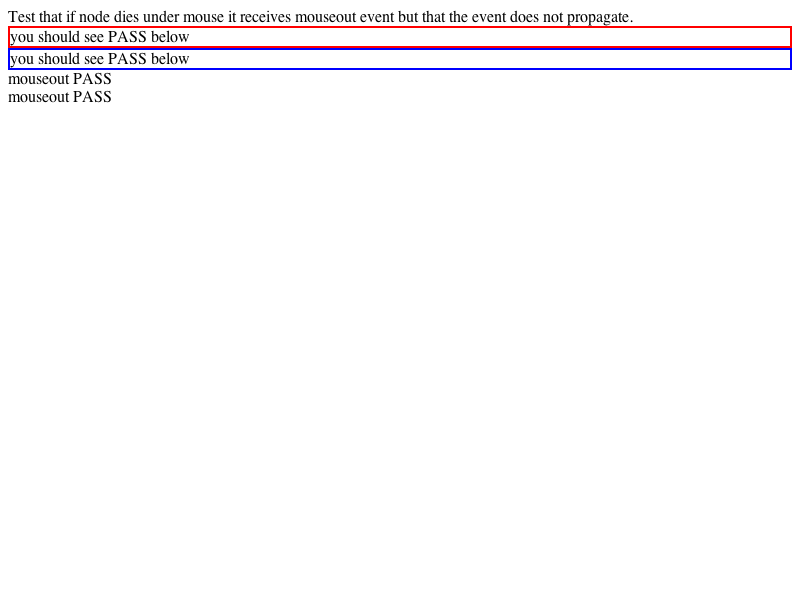 Test that if node dies under mouse it receives mouseout event but that the event does not propagate.
you should see PASS below
you should see PASS below
mouseout PASS
mouseout PASS